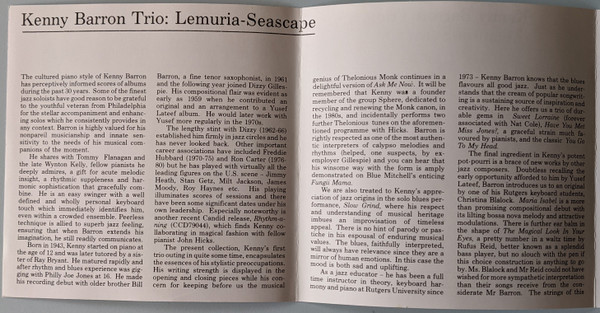 Kenny Barron Trio: Lemuria-Seascape
The cultured piano style of Kenny Barron
has perceptively informed scores of albums
during the past 30 years. Some of the finest
jazz soloists have good reason to be grateful
to the youthful veteran from Philadelphia
for the stellar accompaniment and enhanc-
ing solos which he consistently provides in
any context. Barron is highly valued for his
nonpareil musicianship and innate sen-
sitivity to the needs of his musical com-
panions of the moment.
He shares with Tommy Flanagan and
the late Wynton Kelly, fellow pianists he
deeply admires, a gift for acute melodic
insight, a rhythmic suppleness and har-
monic sophistication that gracefully com-
bine. He is an easy swinger with a well
defined and wholly personal keyboard
touch which immediately identifies him,
even within a crowded ensemble. Peerless
technique is allied to superb jazz feeling,
ensuring that when Barron extends his
imagination, he still readily communicates.
Born in 1943, Kenny started on piano at
the age of 12 and was later tutored by a sis-
ter of Ray Bryant. He matured rapidly and
after rhythm and blues experience was gig-
ging with Philly Joe Jones at 16. He made
his recording debut with older brother Bill
Barron, a fine tenor saxophonist, in 1961
and the following year joined Dizzy Gilles-
pie. His compositional flair was evident as
early as 1959 when he contributed an
original and an arrangement to a Yusef
Lateef album. He would later work with
Yusef more regularly in the 1970s.
The lengthy stint with Dizzy (1962-66)
established him firmly in jazz circles and he
has never looked back. Other important
career associations have included Freddie
Hubbard (1970-75) and Ron Carter (1976-
80) but he has played with virtually all the
leading figures on the U.S. scene – Jimmy
Heath, Stan Getz, Milt Jackson, James
Moody, Roy Haynes etc. His playing
illuminates scores of sessions and there
have been some significant dates under his
own leadership. Especially noteworthy is
another recent Candid release, Rhythm-a-
ning (CCD79044), which finds Kenny co-
laborating in magical fashion with fellow
pianist John Hicks.
The present collection, Kenny's first
trio outing in quite some time, encapsulates
the essences of his stylistic preoccupations.
His writing strength is displayed in the
opening and closing pieces while his con-
cern for keeping before us the musical
genius of Thelonious Monk continues in a
delightful version of Ask Me Now. It will be
remembered that Kenny was a founder
member of the group Sphere, dedicated to
recycling and renewing the Monk canon, in
the 1980s, and incidentally performs two
further Thelonious tunes on the aforemen-
tioned programme with Hicks. Barron is
rightly respected as one of the most authen-
tic interpreters of calypso melodies and
rhythms (helped, one suspects, by ex-
employer Gillespie) and you can hear that
his winsome way with the form is amply
demonstrated on Blue Mitchell's enticing
Fungii Mama.
We are also treated to Kenny's appre-
ciation of jazz origins in the solo blues per-
formance, Slow Grind, where his respect
and understanding of musical heritage
imbues an improvisation of timeless
appeal. There is no hint of parody or pas-
tiche in his espousal of enduring musical
values. The blues, faithfully interpreted,
will always have relevance since they are a
mirror of human emotions. In this case the
mood is both sad and uplifting.
As a jazz educator – he has been a full
time instructor in theory, keyboard har-
mony and piano at Rutgers University since
1973 – Kenny Barron knows that the blues
flavours all good jazz. Just as he under-
stands that the cream of popular songwrit-
ing is a sustaining source of inspiration and
creativity. Here he offers us a trio of dur-
able gems in Sweet Lorraine (forever
associated with Nat Cole), Have You Met
Miss Jones?, a graceful strain much fa-
voured by pianists, and the classic You Go
To My Head.
The final ingredient in Kenny's potent
pot-pourri is a brace of new works by other
jazz composers. Doubtless recalling the
early opportunity afforded to him by Yusef
Lateef, Barron introduces us to an original
by one of his Rutgers keyboard students,
Christina Blalock. Maria Isabel is a more
than promising compositional debut with
its lilting bossa nova melody and attractive
modulations. There is further ear balm in
the shape of The Magical Look In Your
Eyes, a pretty number in a waltz time by
Rufus Reid, better known as a splendid
bass player, but no slouch with the pen if
this choice construction is anything to go
by. Ms. Blalock and Mr Reid could not have
wished for more sympathetic interpretation
than their songs receive from the con-
siderate Mr Barron. The strings of this